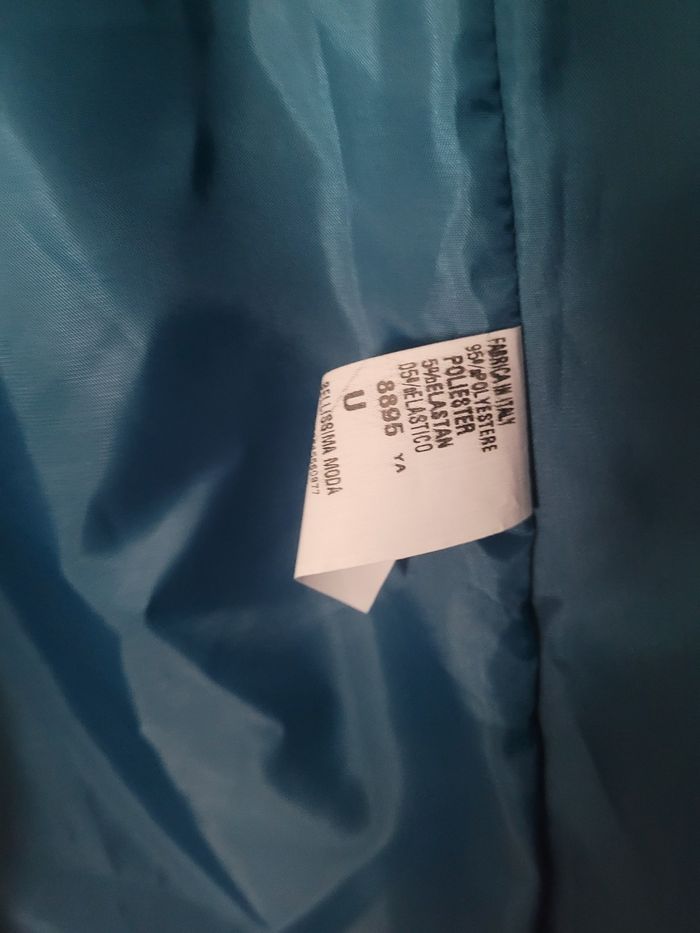 FABRICA IN ITALY
95%POLYESTERE
POLIESTER
5%ELASTAN
05%ELASTICO
8895 YA
U
BELLISSIMA MODA